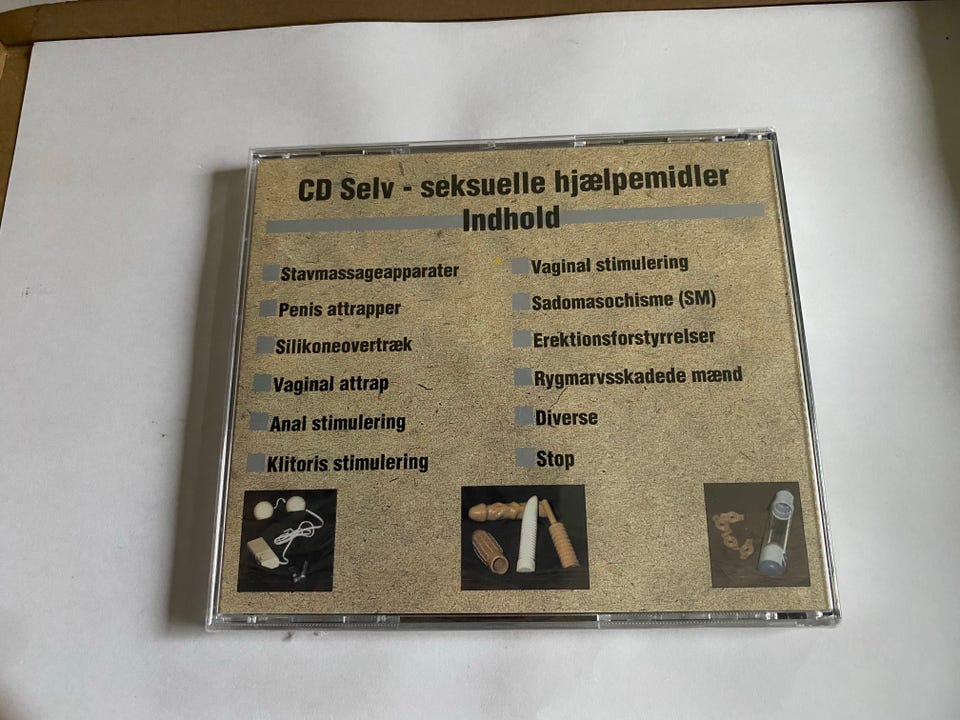 CD Selv - seksuelle hjælpemidler
Indhold
Stavmassageapparater
Penis attrapper
Silikoneovertræk
Vaginal attrap
Anal stimulering
Klitoris stimulering
Vaginal stimulering
Sadomasochisme (SM)
Erektionsforstyrrelser
Rygmarvsskadede mænd
Diverse
Stop